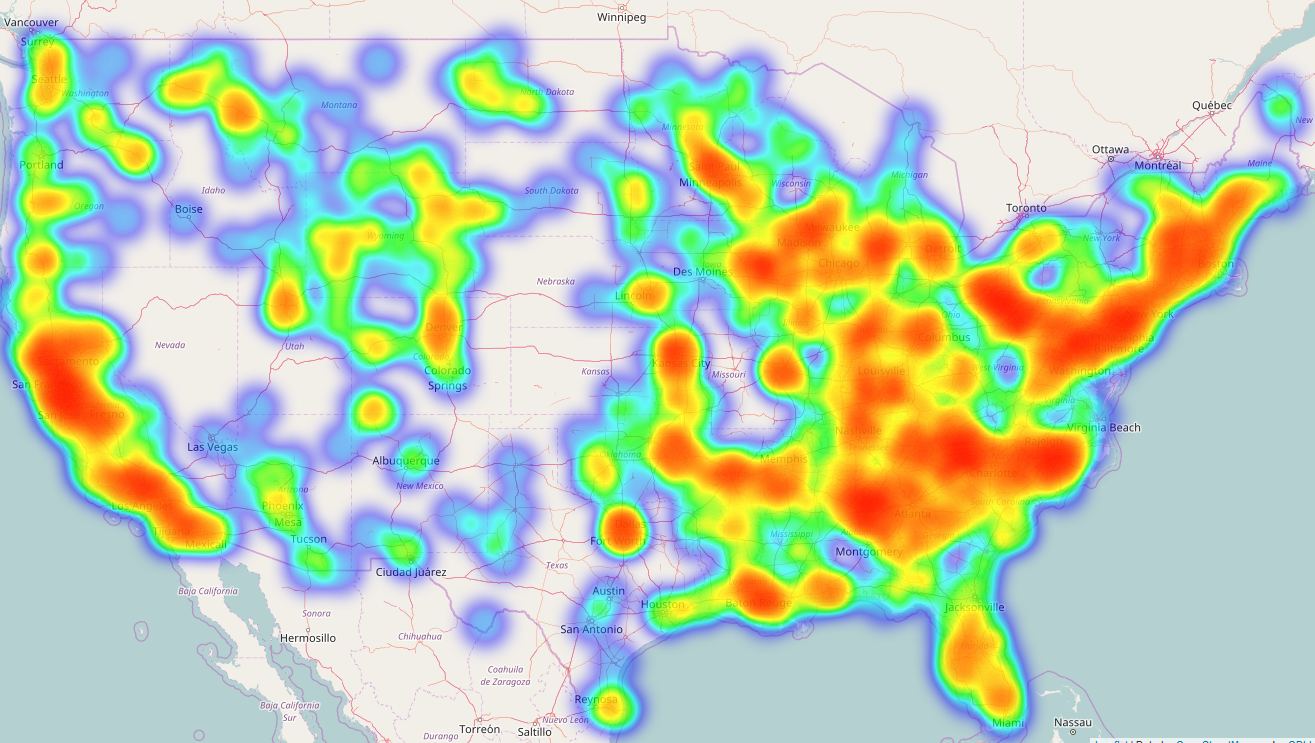 Winnipeg
Vancouver
Surrey
Seattle
Washington
Montana
North Dakota
Québec
New
Minnesota
Ottawa
Montréal
Maine
Portland
Minneapolis
Wisconsin
Michigan
Idaho
South Dakota
Oregon
Boise
Toronto
Wyoming
Milwaukee
Madison
New York
Detroit
Chicago
Des Moines
Iowa
Boston
Nebraska
Lincoln
Ohio
York
Denver
Columbus
Nevada
Utah
Sacramento
Colorado
Colorado
Springs
Kansas City
Kansas
Missouri
Louisville
West Virginia
Washington
San Fra
Fresno
Virginia
Virginia Beach
Las Vegas
Nashville
Raleigh
Albuquerque
Oklahoma
Memphis
Charlotte
New Mexico
Arizona
Phoenix
Mesa
Los Angeles
Tijuana
Mexicali
Atlanta
Dallas
Fort Worth
Mississippi
Montgomery
Tucson
Ciudad Juárez
Texas
Baja California
Austin
Houston
Baton Rouge
Jacksonville
Sonora
Hermosillo
Chihuahua
San Antonio
Coahuila
de Zaragoza
Baja California
Sur
Reynosa
Nuevo León
Torreón
Saltillo
Durango
Miami
Nassau